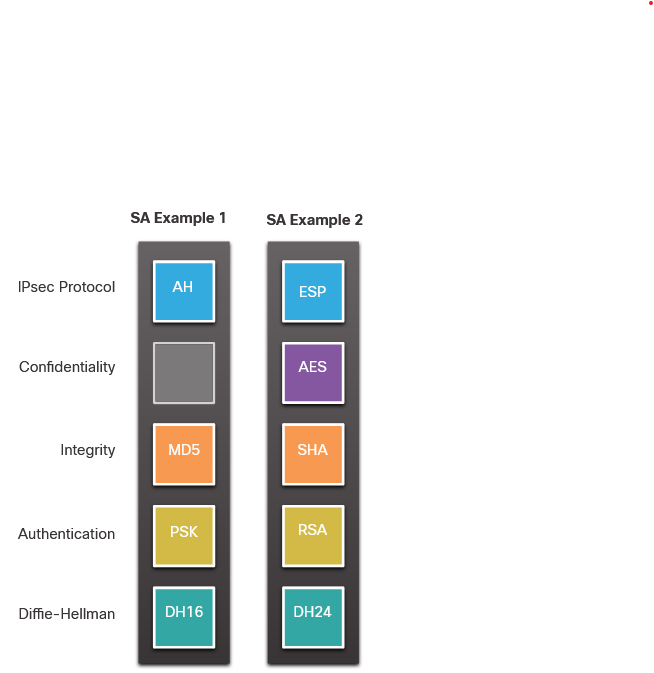 SA Example 1 SA Example 2
IPsec Protocol AH ESP
Confidentiality AES
Integrity MD5 SHA
Authentication PSK RSA
Diffie-Hellman DH16 DH24